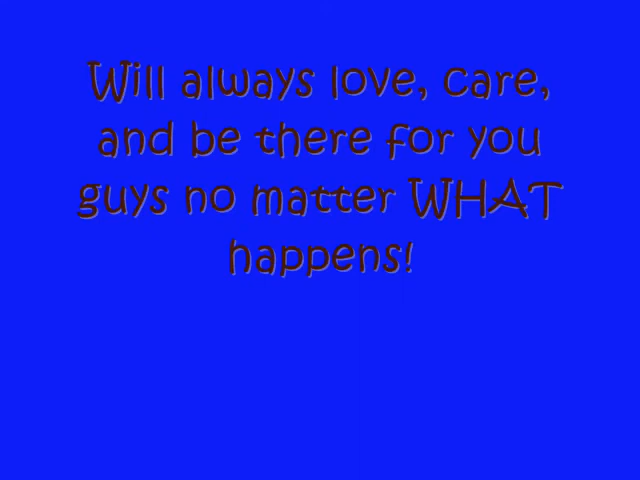 Will always love, care,
and be there for you
guys no matter WHAT
happens!